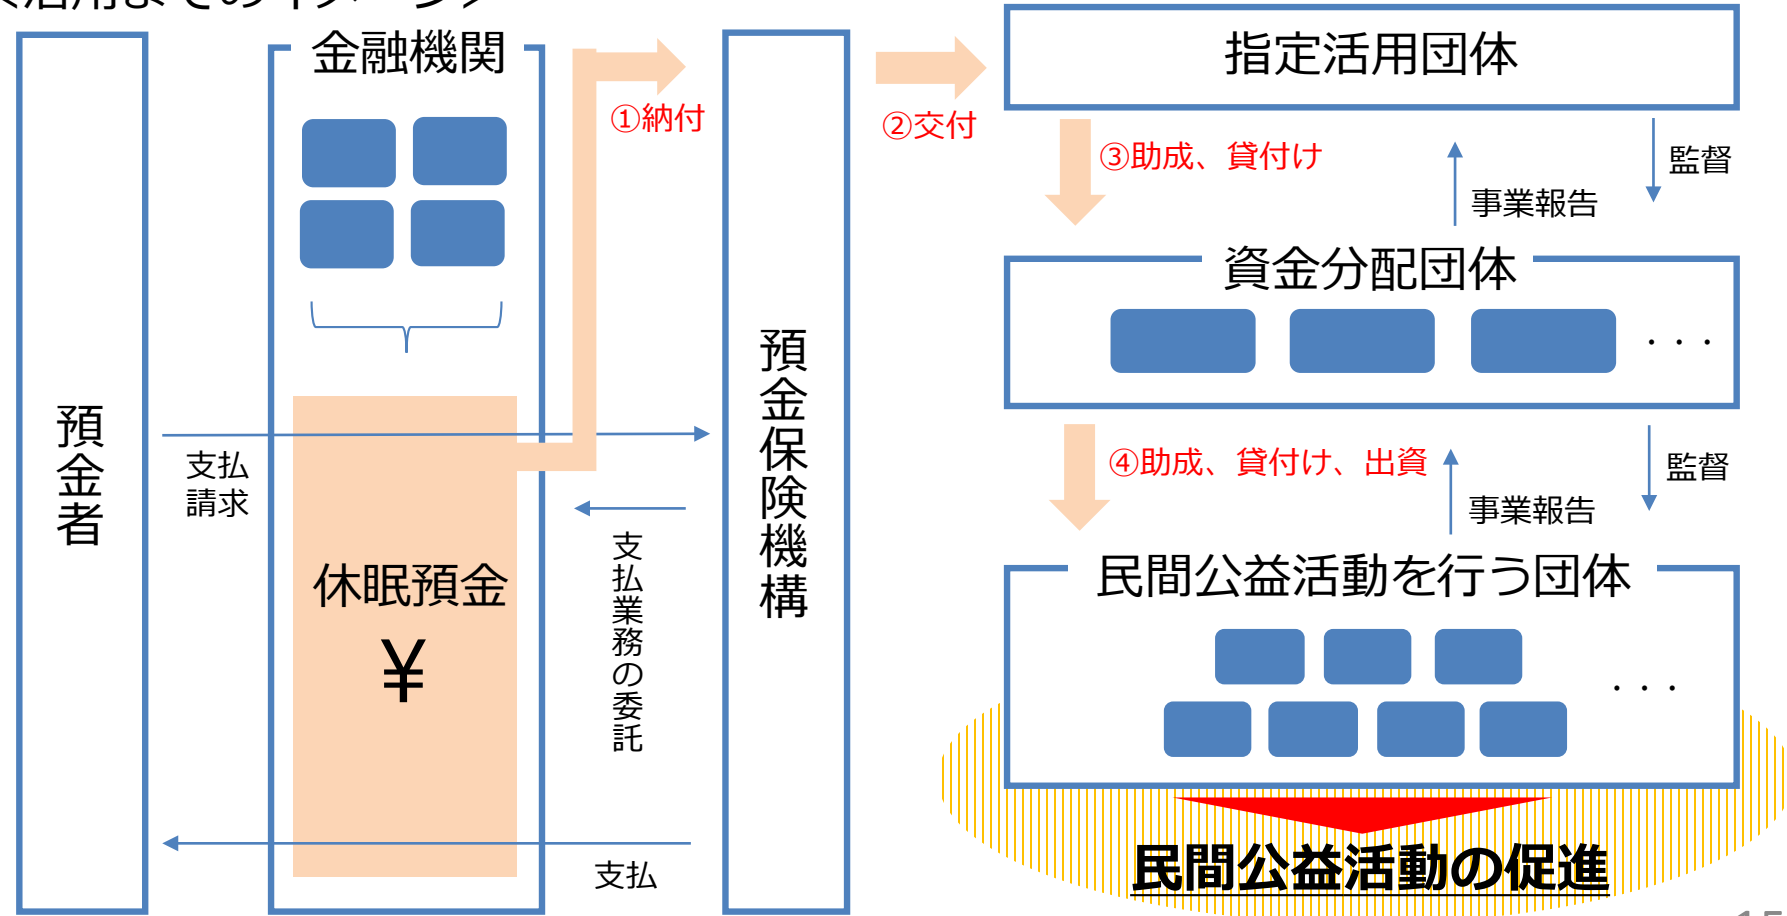 金融機関
①納付
②交付
指定活用団体
③助成、貸付け
事業報告
監督
資金分配団体
・・・
④助成、貸付け、出資
事業報告
監督
民間公益活動を行う団体
・・・
民間公益活動の促進
預金者
支払
請求
休眠預金
¥
支払業務の委託
預金保険機構
支払